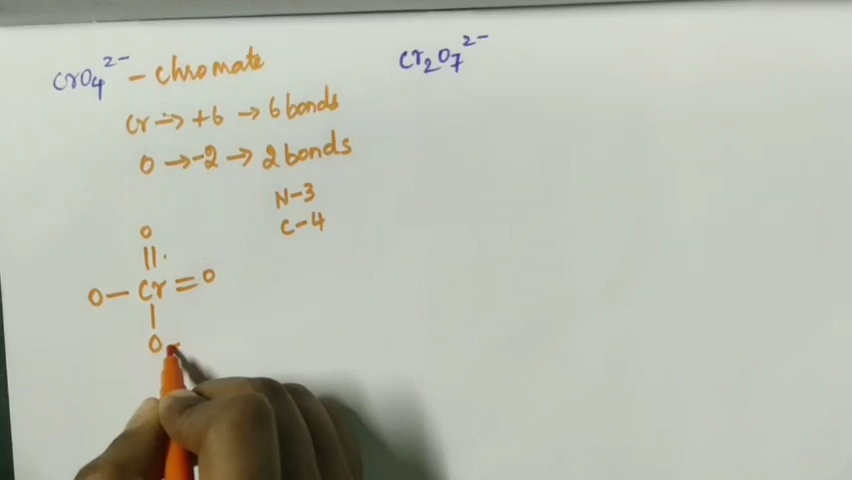 CrO4 2- - chromate
Cr2O7 2-
Cr -> +6 -> 6 bonds
O -> -2 -> 2 bonds
N-3
C-4
O
||
O - Cr = O
|
O -